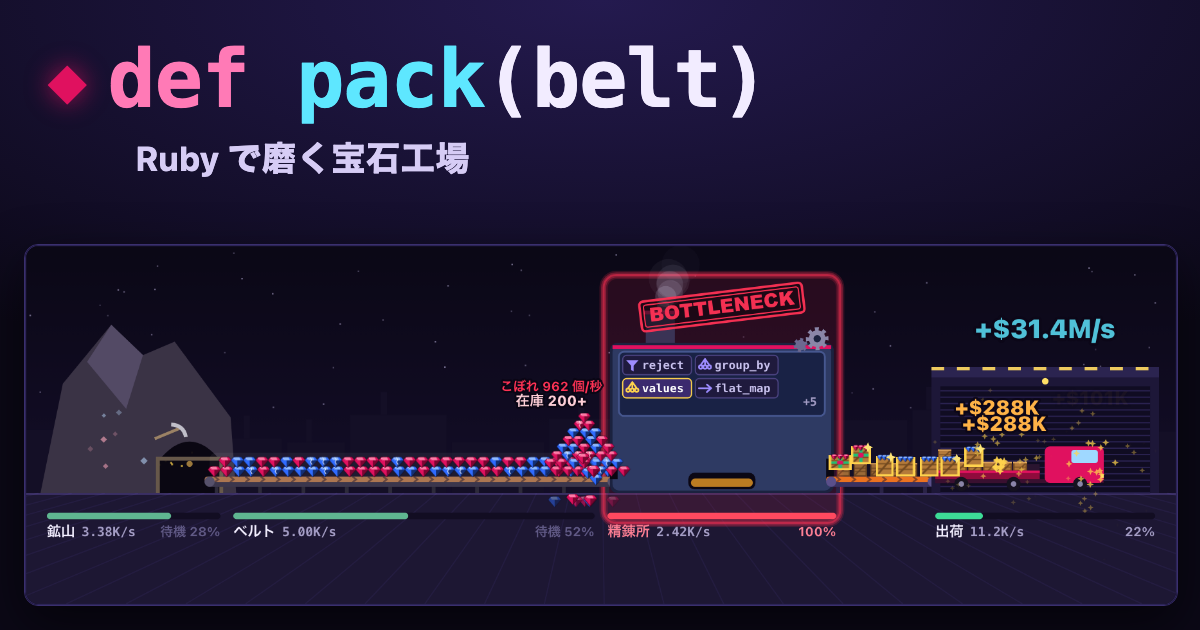 def pack(belt)
Ruby で磨く宝石工場
BOTTLENECK
+$31.4M/s
reject group_by
values flat_map
+5
こぼれ 962 個/秒
在庫 200+
+$288K
+$288K
鉱山 3.38K/s 待機 28%
ベルト 5.00K/s 待機 52%
精錬所 2.42K/s 100%
出荷 11.2K/s 22%